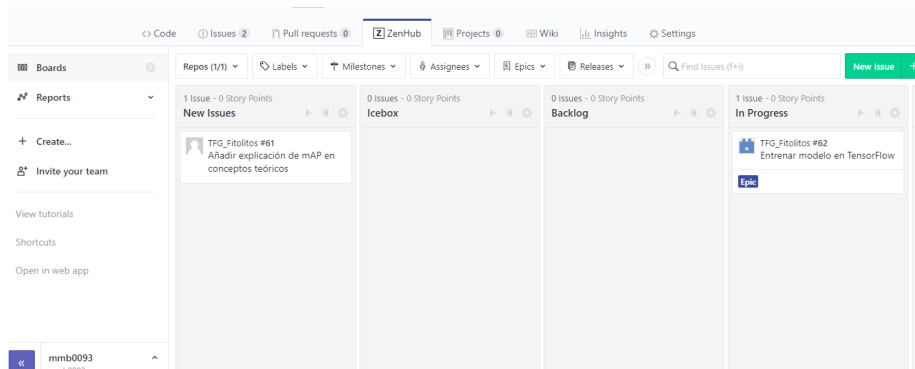 Code Issues 2 Pull requests 0 Z ZenHub Projects 0 Wiki Insights Settings
Boards
Reports
+ Create...
Invite your team
View tutorials
Shortcuts
Open in web app
« mmb0093
Repos (1/1) Labels Milestones Assignees Epics Releases » Find Issues (f+i) New Issue +
1 Issue - 0 Story Points
New Issues
TFG_Fitolitos #61
Añadir explicación de mAP en
conceptos teóricos
0 Issues - 0 Story Points
Icebox
0 Issues - 0 Story Points
Backlog
1 Issue - 0 Story Points
In Progress
TFG_Fitolitos #62
Entrenar modelo en TensorFlow
Epic